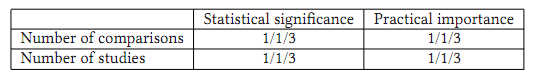 Statistical significance Practical importance
Number of comparisons 1/1/3 1/1/3
Number of studies 1/1/3 1/1/3